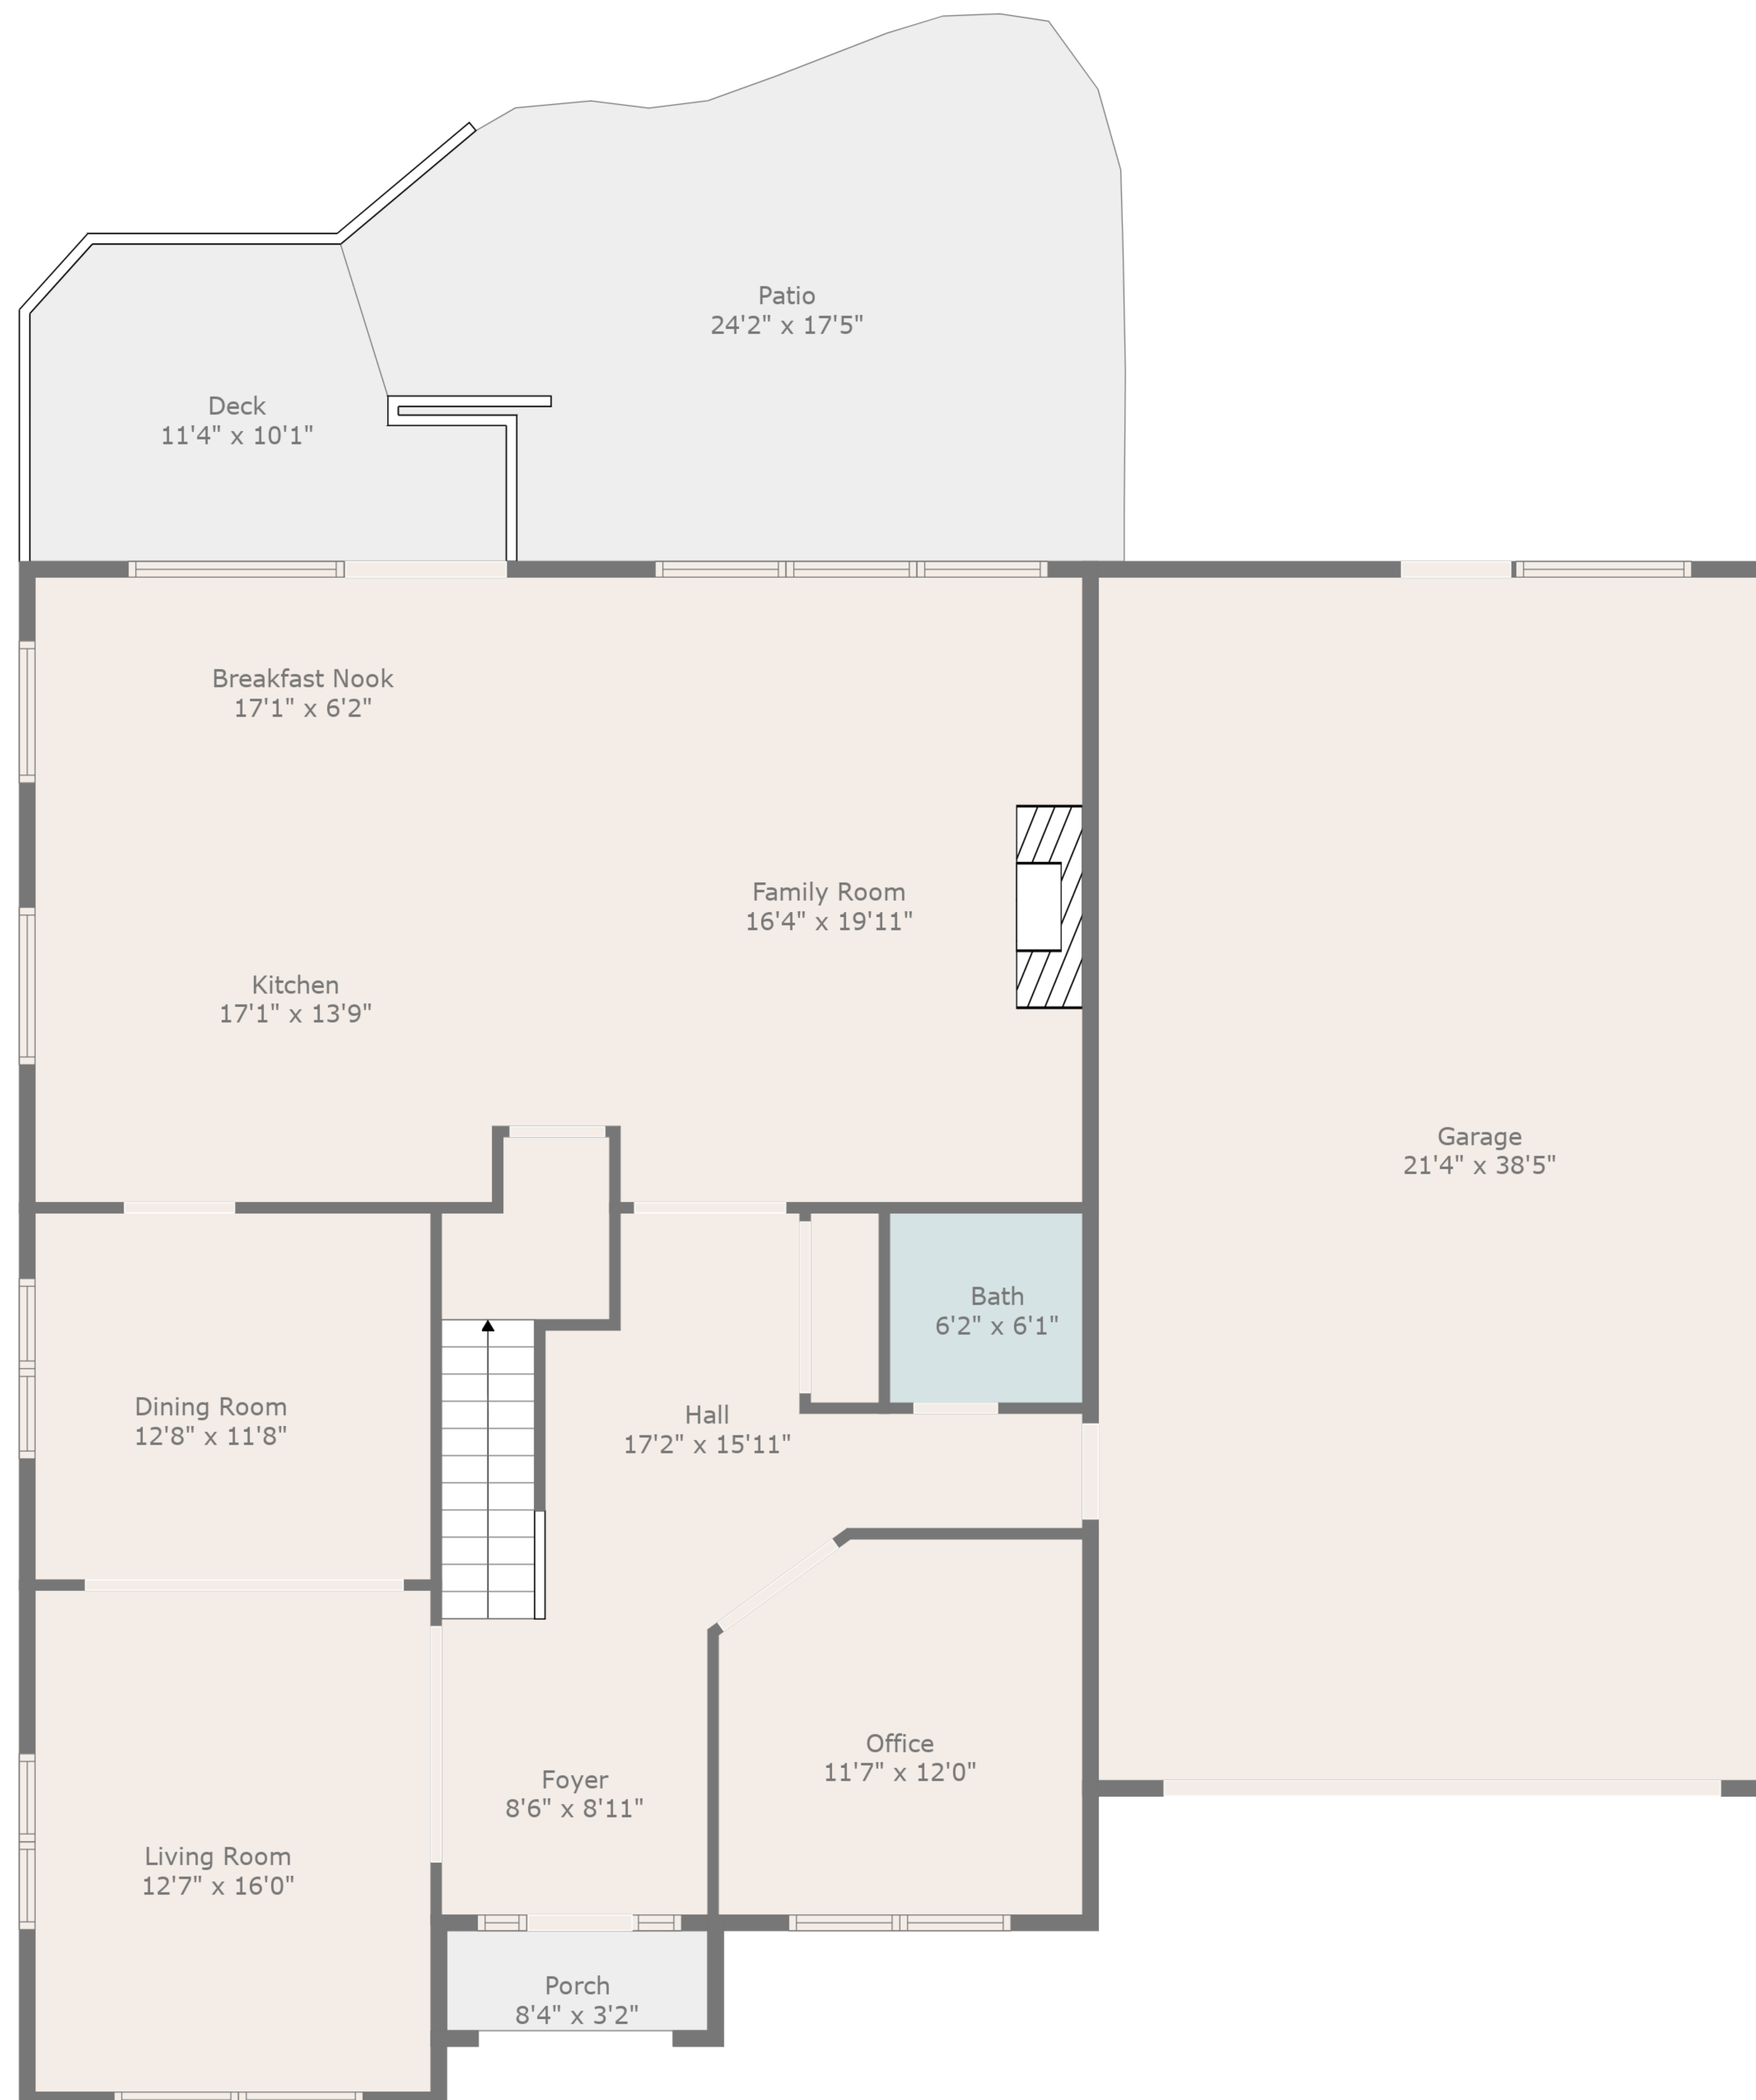 Patio
24'2" x 17'5"
Deck
11'4" x 10'1"
Breakfast Nook
17'1" x 6'2"
Family Room
16'4" x 19'11"
Kitchen
17'1" x 13'9"
Garage
21'4" x 38'5"
Bath
6'2" x 6'1"
Dining Room
12'8" x 11'8"
Hall
17'2" x 15'11"
Office
11'7" x 12'0"
Foyer
8'6" x 8'11"
Living Room
12'7" x 16'0"
Porch
8'4" x 3'2"